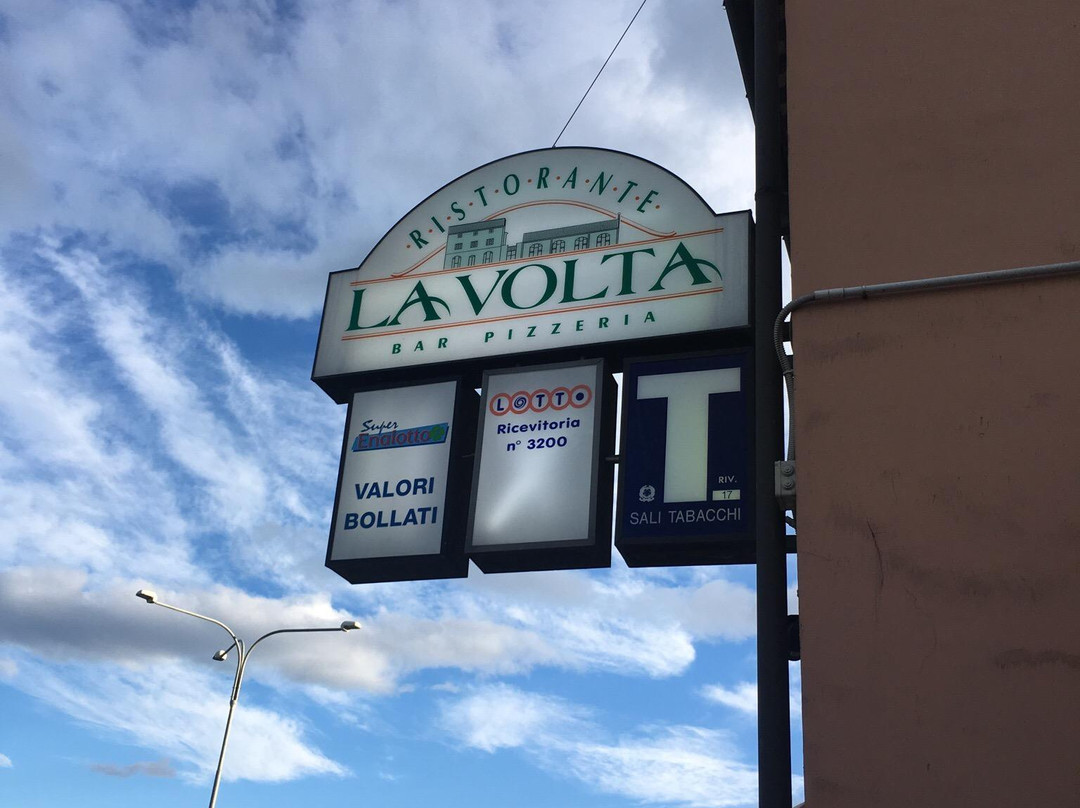 RISTORANTE
LA VOLTA
BAR PIZZERIA
Super
Enalotto
VALORI
BOLLATI
LOTTO
Ricevitoria
n° 3200
T
RIV.
17
SALI TABACCHI